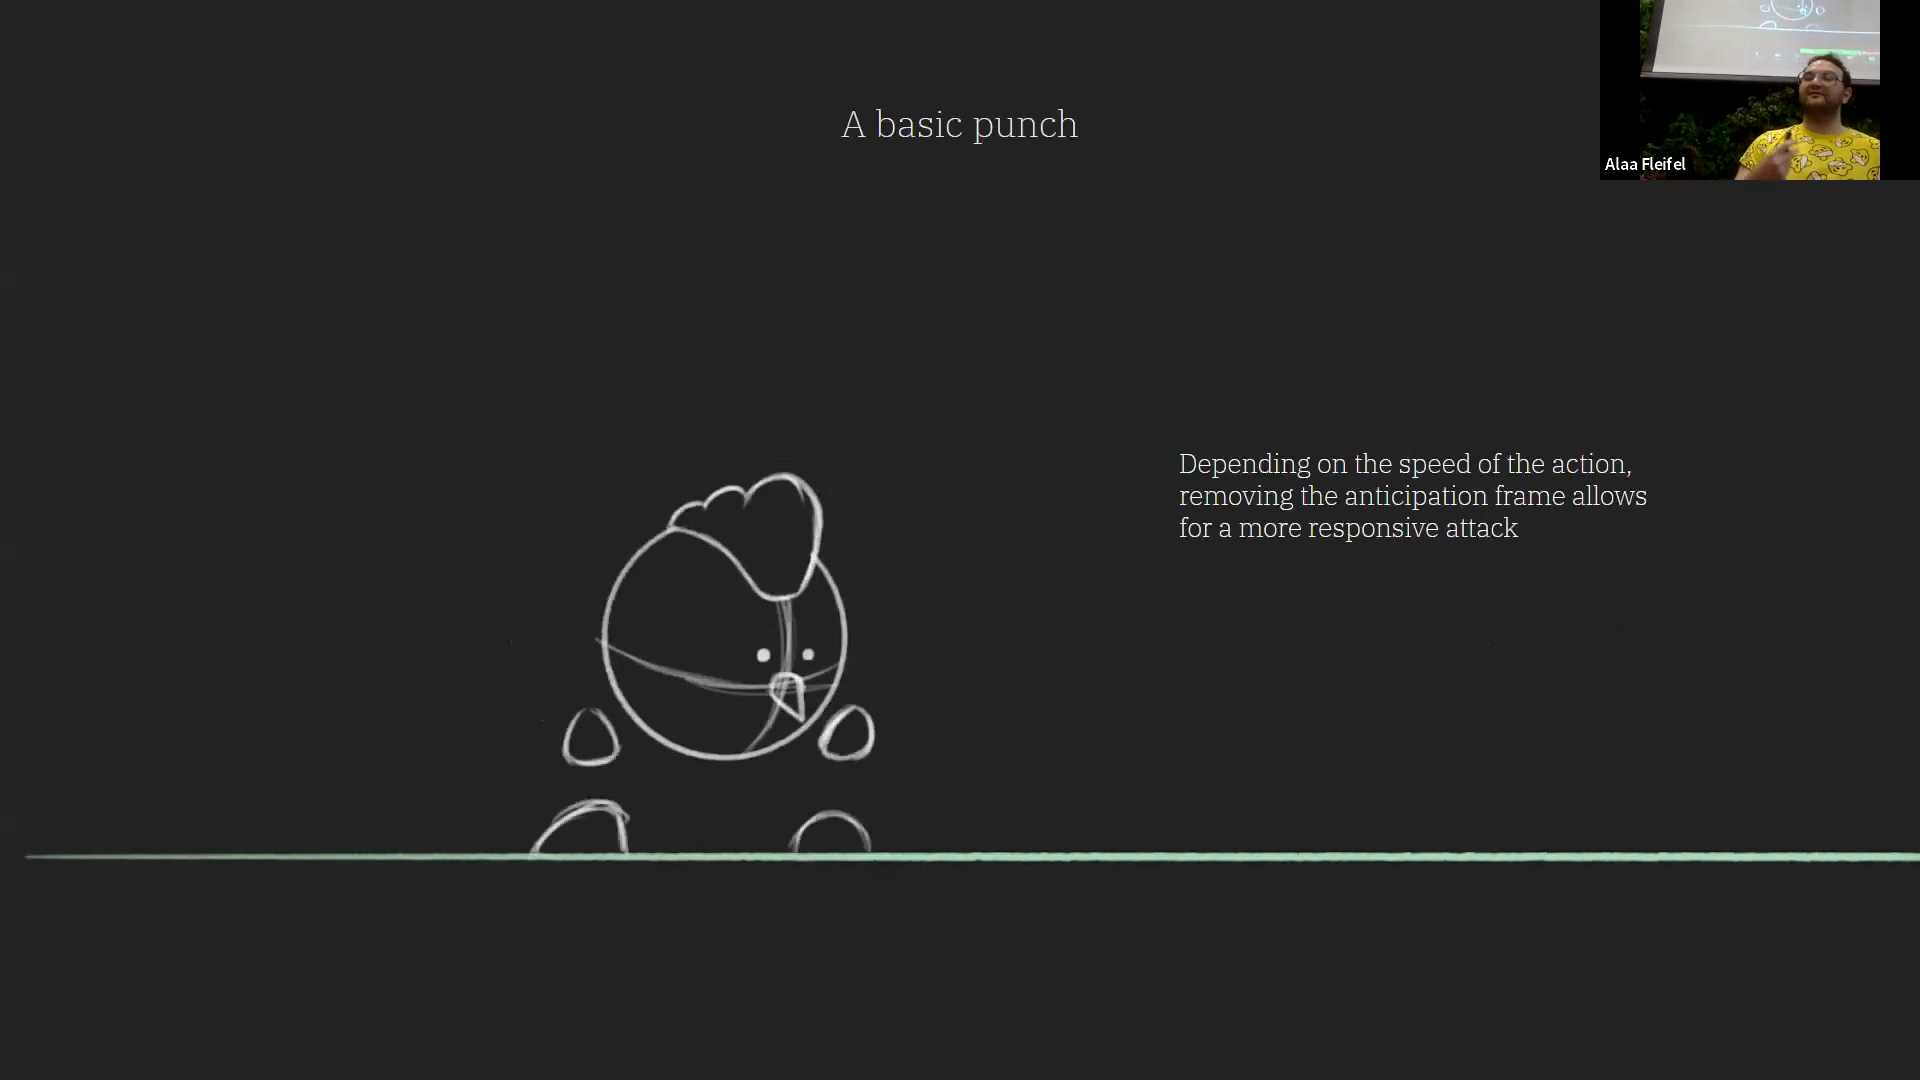 A basic punch
Alaa Fleifel
Depending on the speed of the action,
removing the anticipation frame allows
for a more responsive attack